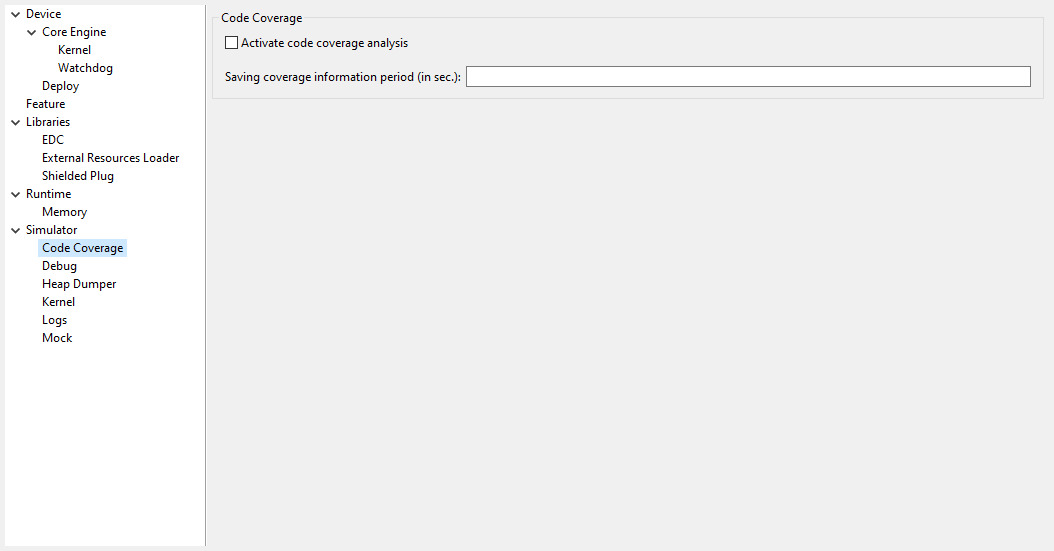 Device
Core Engine
Kernel
Watchdog
Deploy
Feature
Libraries
EDC
External Resources Loader
Shielded Plug
Runtime
Memory
Simulator
Code Coverage
Debug
Heap Dumper
Kernel
Logs
Mock
Code Coverage
Activate code coverage analysis
Saving coverage information period (in sec.):